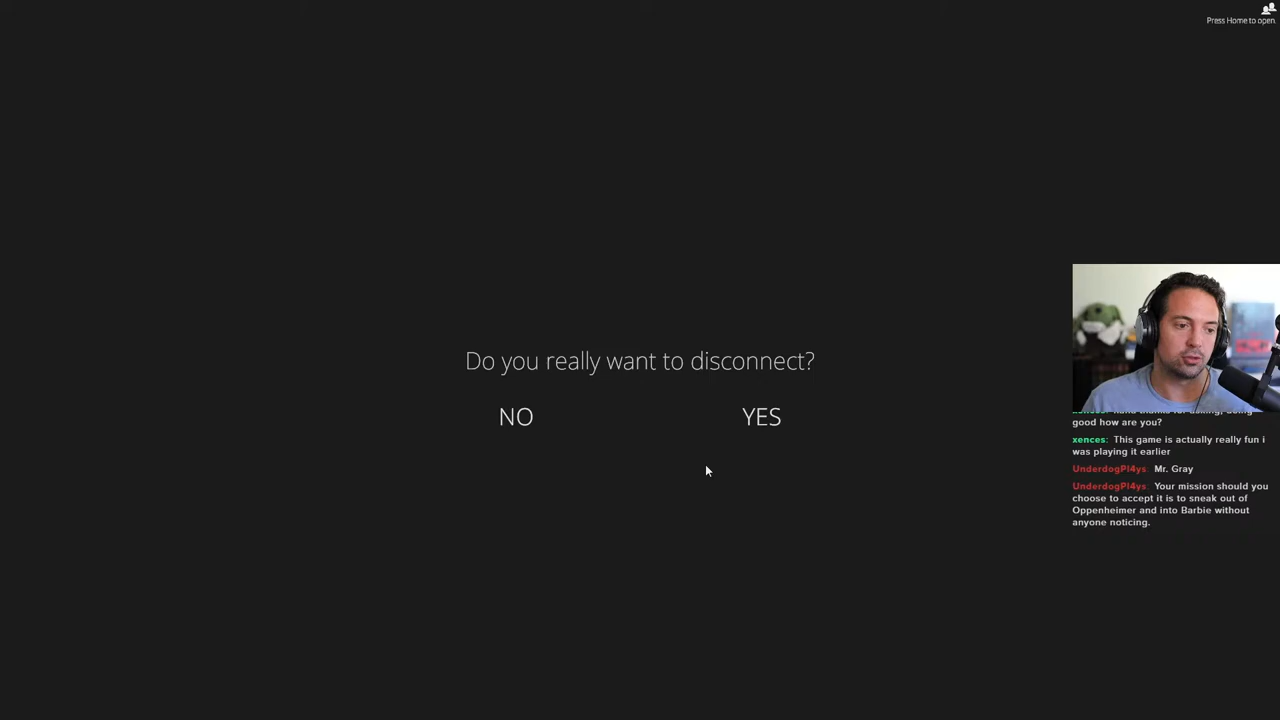 Press Home to open.
Do you really want to disconnect?
NO YES
good how are you?
xences: This game is actually really fun i
was playing it earlier
UnderdogPl4ys: Mr. Gray
UnderdogPl4ys: Your mission should you
choose to accept it is to sneak out of
Oppenheimer and into Barbie without
anyone noticing.